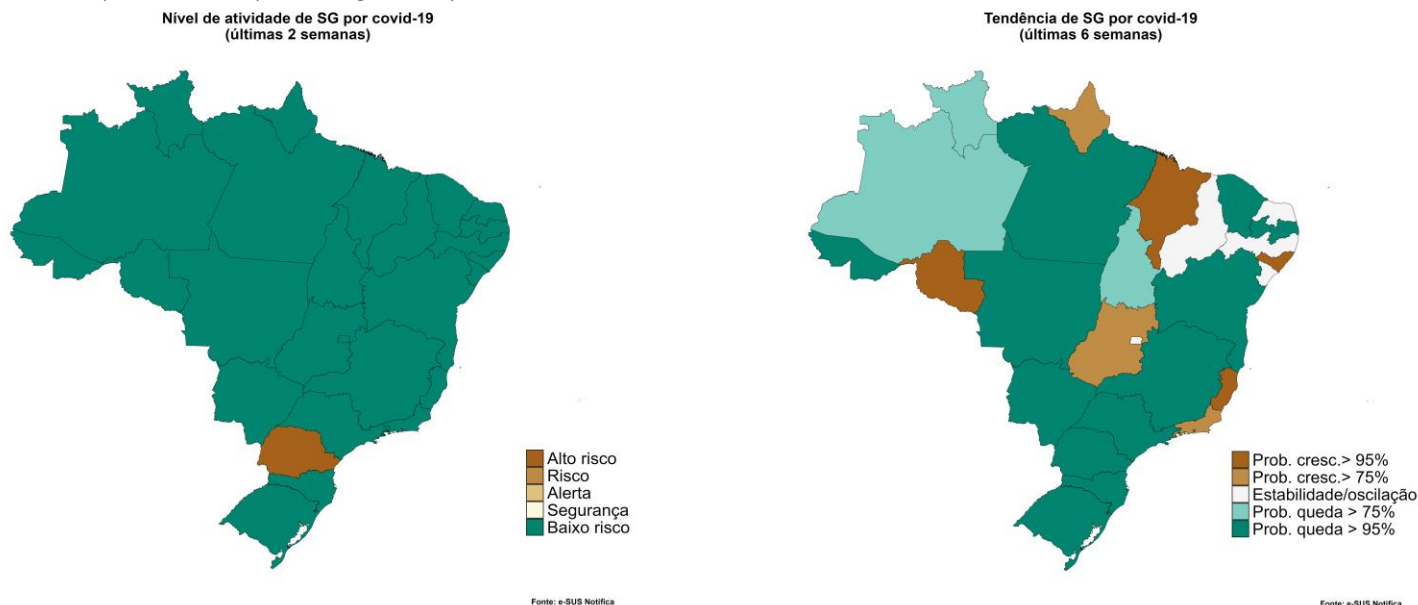 Nível de atividade de SG por covid-19
(últimas 2 semanas)
Alto risco
Risco
Alerta
Segurança
Baixo risco
Fonte: e-SUS Notifica
Tendência de SG por covid-19
(últimas 6 semanas)
Prob. cresc.> 95%
Prob. cresc.> 75%
Estabilidade/oscilação
Prob. queda > 75%
Prob. queda > 95%
Fonte: e-SUS Notifica